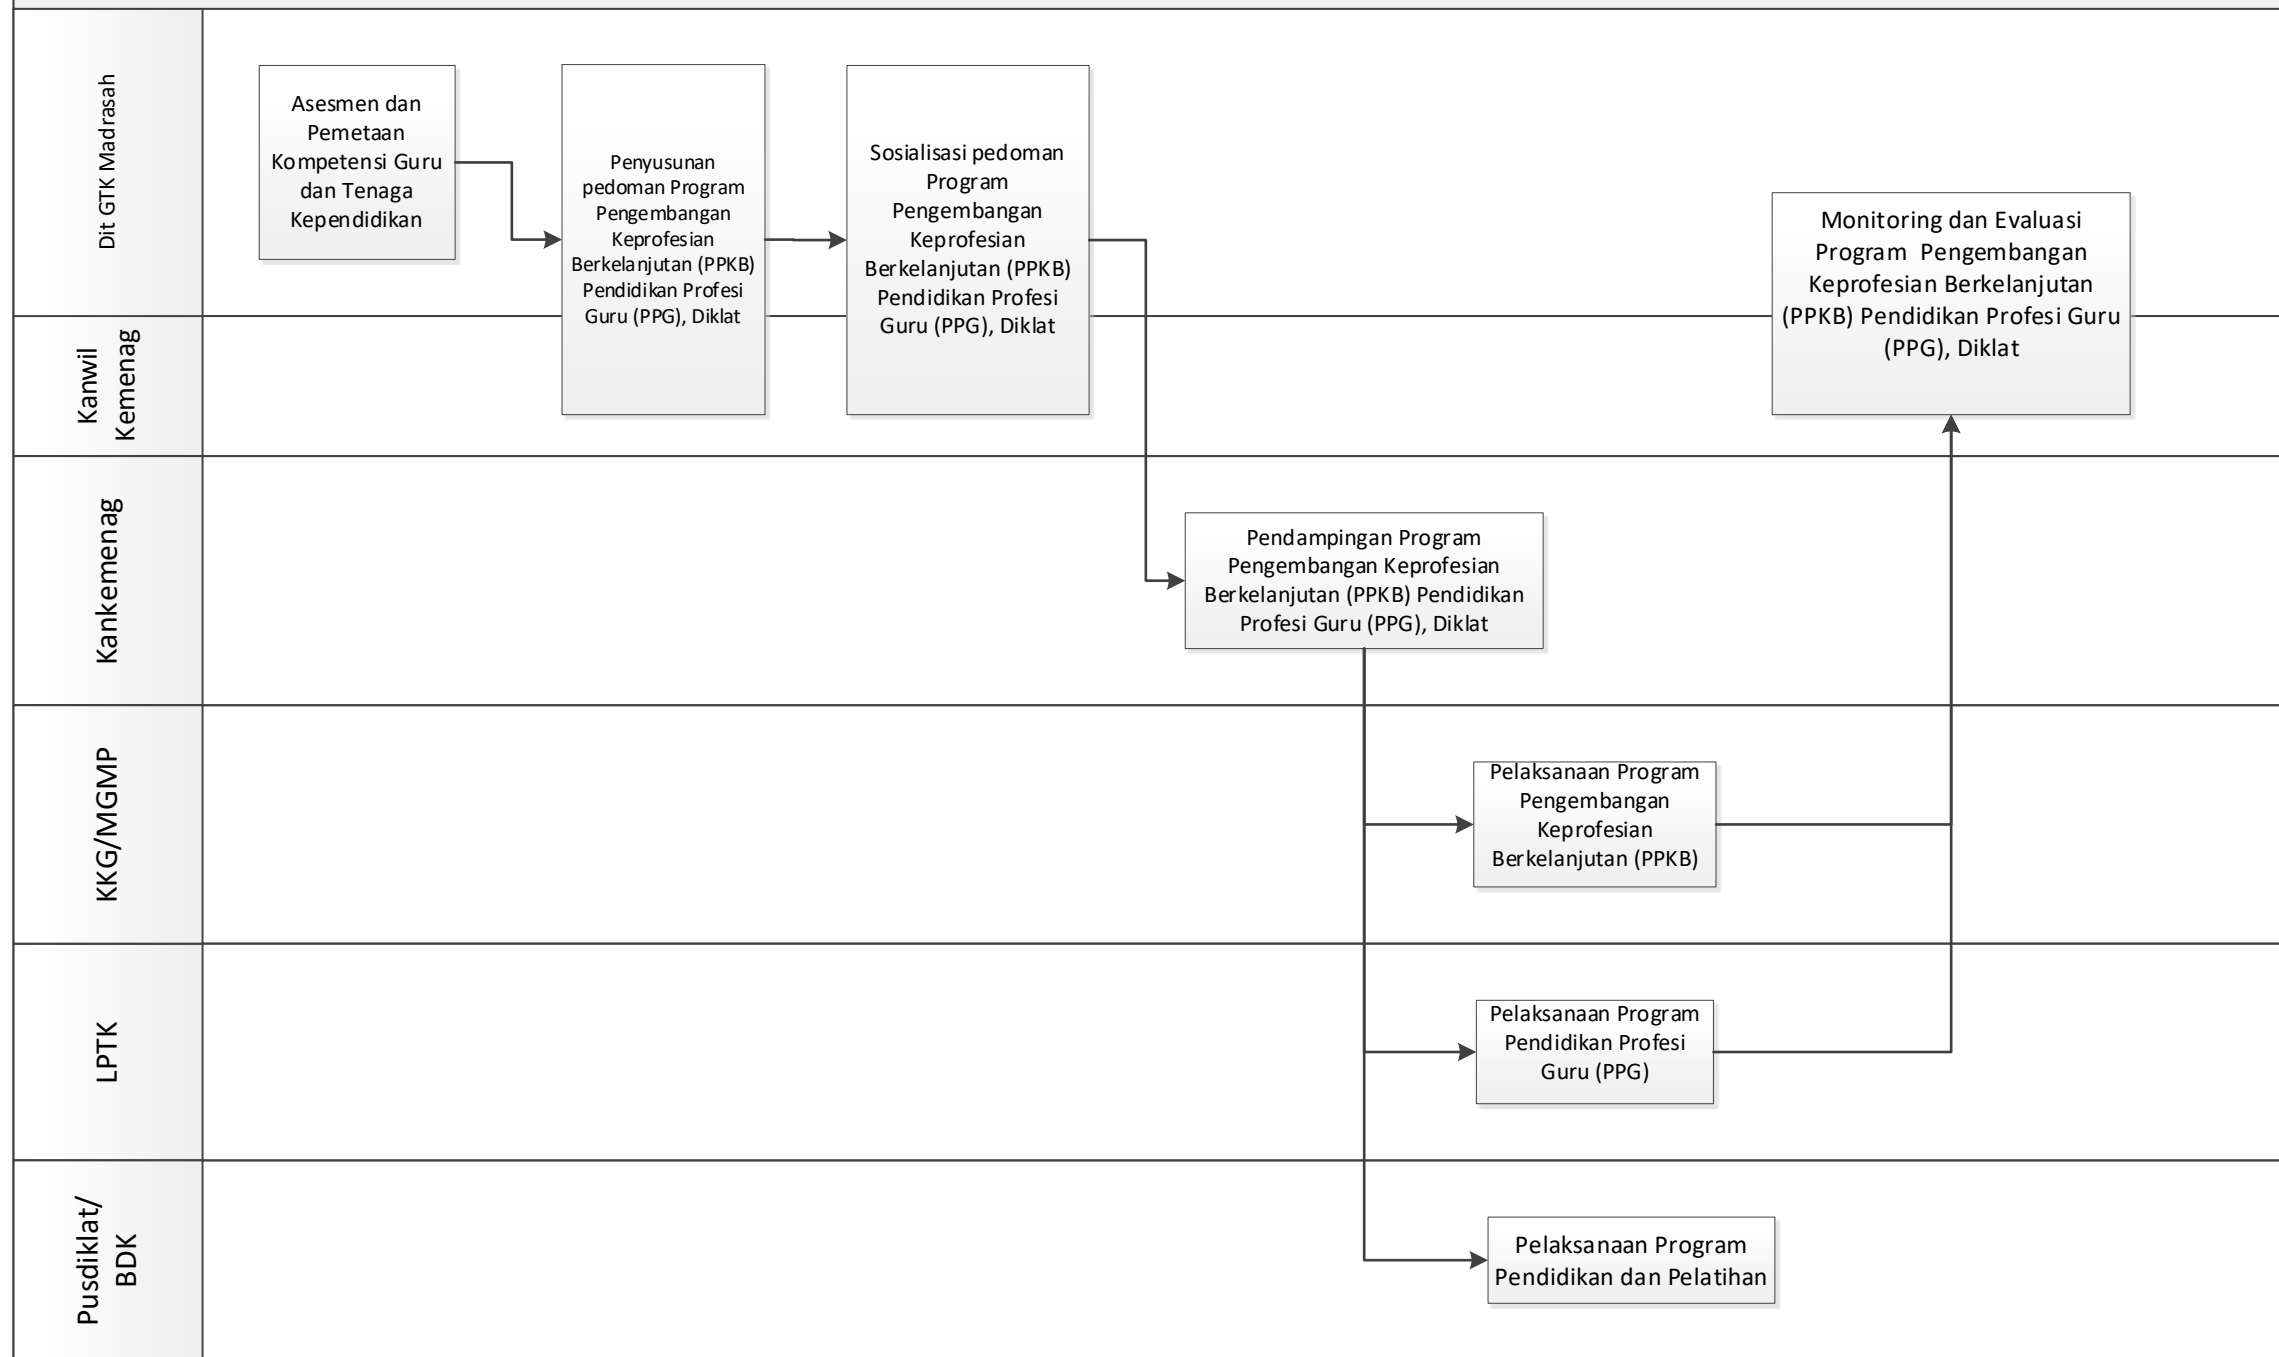 Dit GTK Madrasah
Asesmen dan
Pemetaan
Kompetensi Guru
dan Tenaga
Kependidikan
Penyusunan
pedoman Program
Pengembangan
Keprofesian
Berkelanjutan (PPKB)
Pendidikan Profesi
Guru (PPG), Diklat
Sosialisasi pedoman
Program
Pengembangan
Keprofesian
Berkelanjutan (PPKB)
Pendidikan Profesi
Guru (PPG), Diklat
Monitoring dan Evaluasi
Program Pengembangan
Keprofesian Berkelanjutan
(PPKB) Pendidikan Profesi Guru
(PPG), Diklat
Kanwil
Kemenag
Kankemenag
Pendampingan Program
Pengembangan Keprofesian
Berkelanjutan (PPKB) Pendidikan
Profesi Guru (PPG), Diklat
KKG/MGMP
Pelaksanaan Program
Pengembangan
Keprofesian
Berkelanjutan (PPKB)
LPTK
Pelaksanaan Program
Pendidikan Profesi
Guru (PPG)
Pusdiklat/
BDK
Pelaksanaan Program
Pendidikan dan Pelatihan